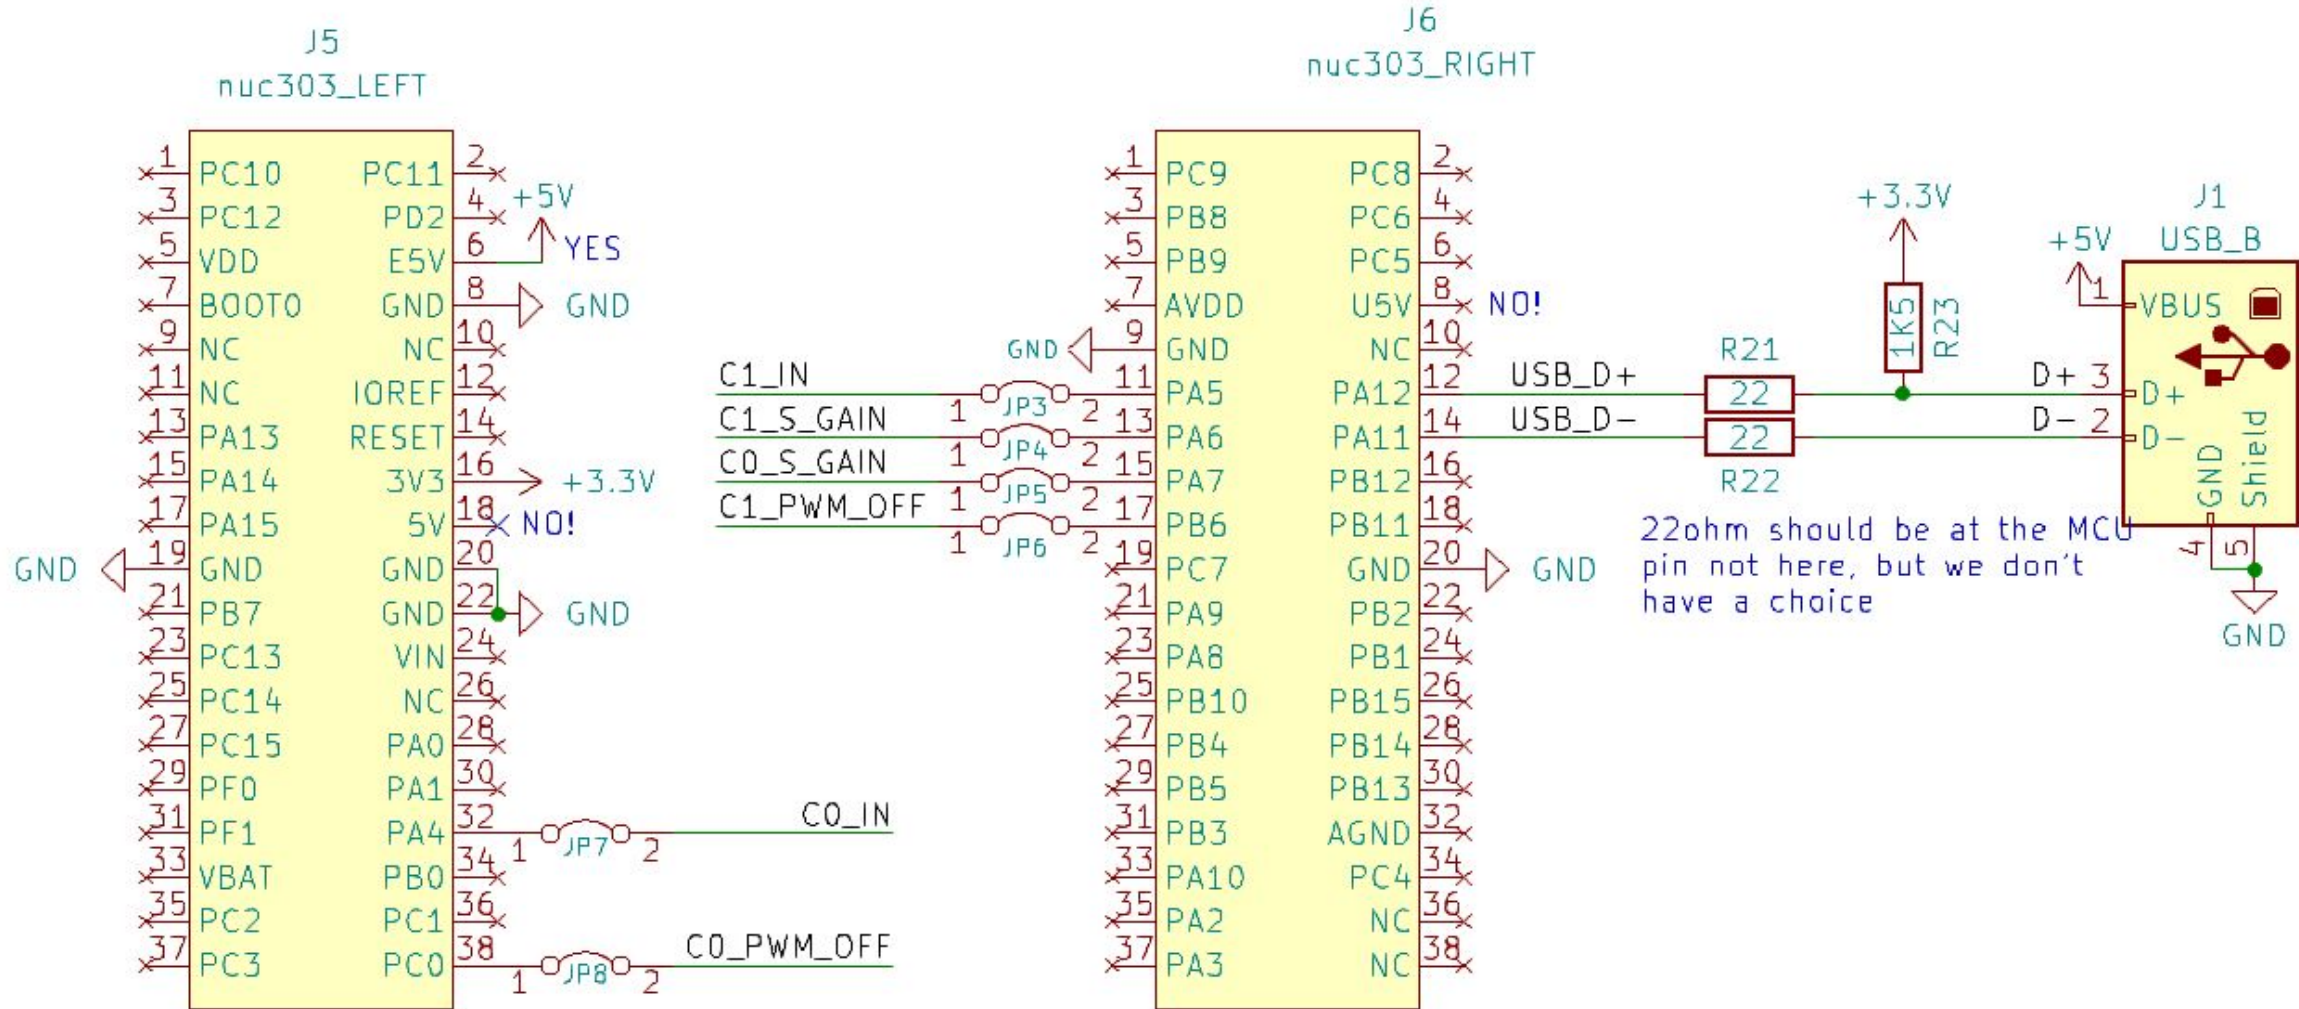 J5
nuc303_LEFT
1 PC10 PC11 2
3 PC12 PD2 4 +5V
5 VDD E5V 6 YES
7 BOOT0 GND 8 GND
9 NC NC 10
11 NC IOREF 12
13 PA13 RESET 14
15 PA14 3V3 16 +3.3V
17 PA15 5V 18 NO!
GND 19 GND GND 20
21 PB7 GND 22 GND
23 PC13 VIN 24
25 PC14 NC 26
27 PC15 PA0 28
29 PF0 PA1 30
31 PF1 PA4 32 1 JP7 2 C0_IN
33 VBAT PB0 34
35 PC2 PC1 36
37 PC3 PC0 38 1 JP8 2 C0_PWM_OFF
J6
nuc303_RIGHT
1 PC9 PC8 2
3 PB8 PC6 4
5 PB9 PC5 6
7 AVDD U5V 8 NO!
GND 9 GND NC 10
C1_IN 1 JP3 2 11 PA5 PA12 12 USB_D+
C1_S_GAIN 1 JP4 2 13 PA6 PA11 14 USB_D-
C0_S_GAIN 1 JP5 2 15 PA7 PB12 16
C1_PWM_OFF 1 JP6 2 17 PB6 PB11 18
19 PC7 GND 20 GND
21 PA9 PB2 22
23 PA8 PB1 24
25 PB10 PB15 26
27 PB4 PB14 28
29 PB5 PB13 30
31 PB3 AGND 32
33 PA10 PC4 34
35 PA2 NC 36
37 PA3 NC 38
R21
22
22
R22
+3.3V
1K5
R23
22ohm should be at the MCU
pin not here, but we don't
have a choice
J1
USB_B
+5V
1 VBUS
D+ 3 D+
D- 2 D-
GND
Shield
4
5
GND